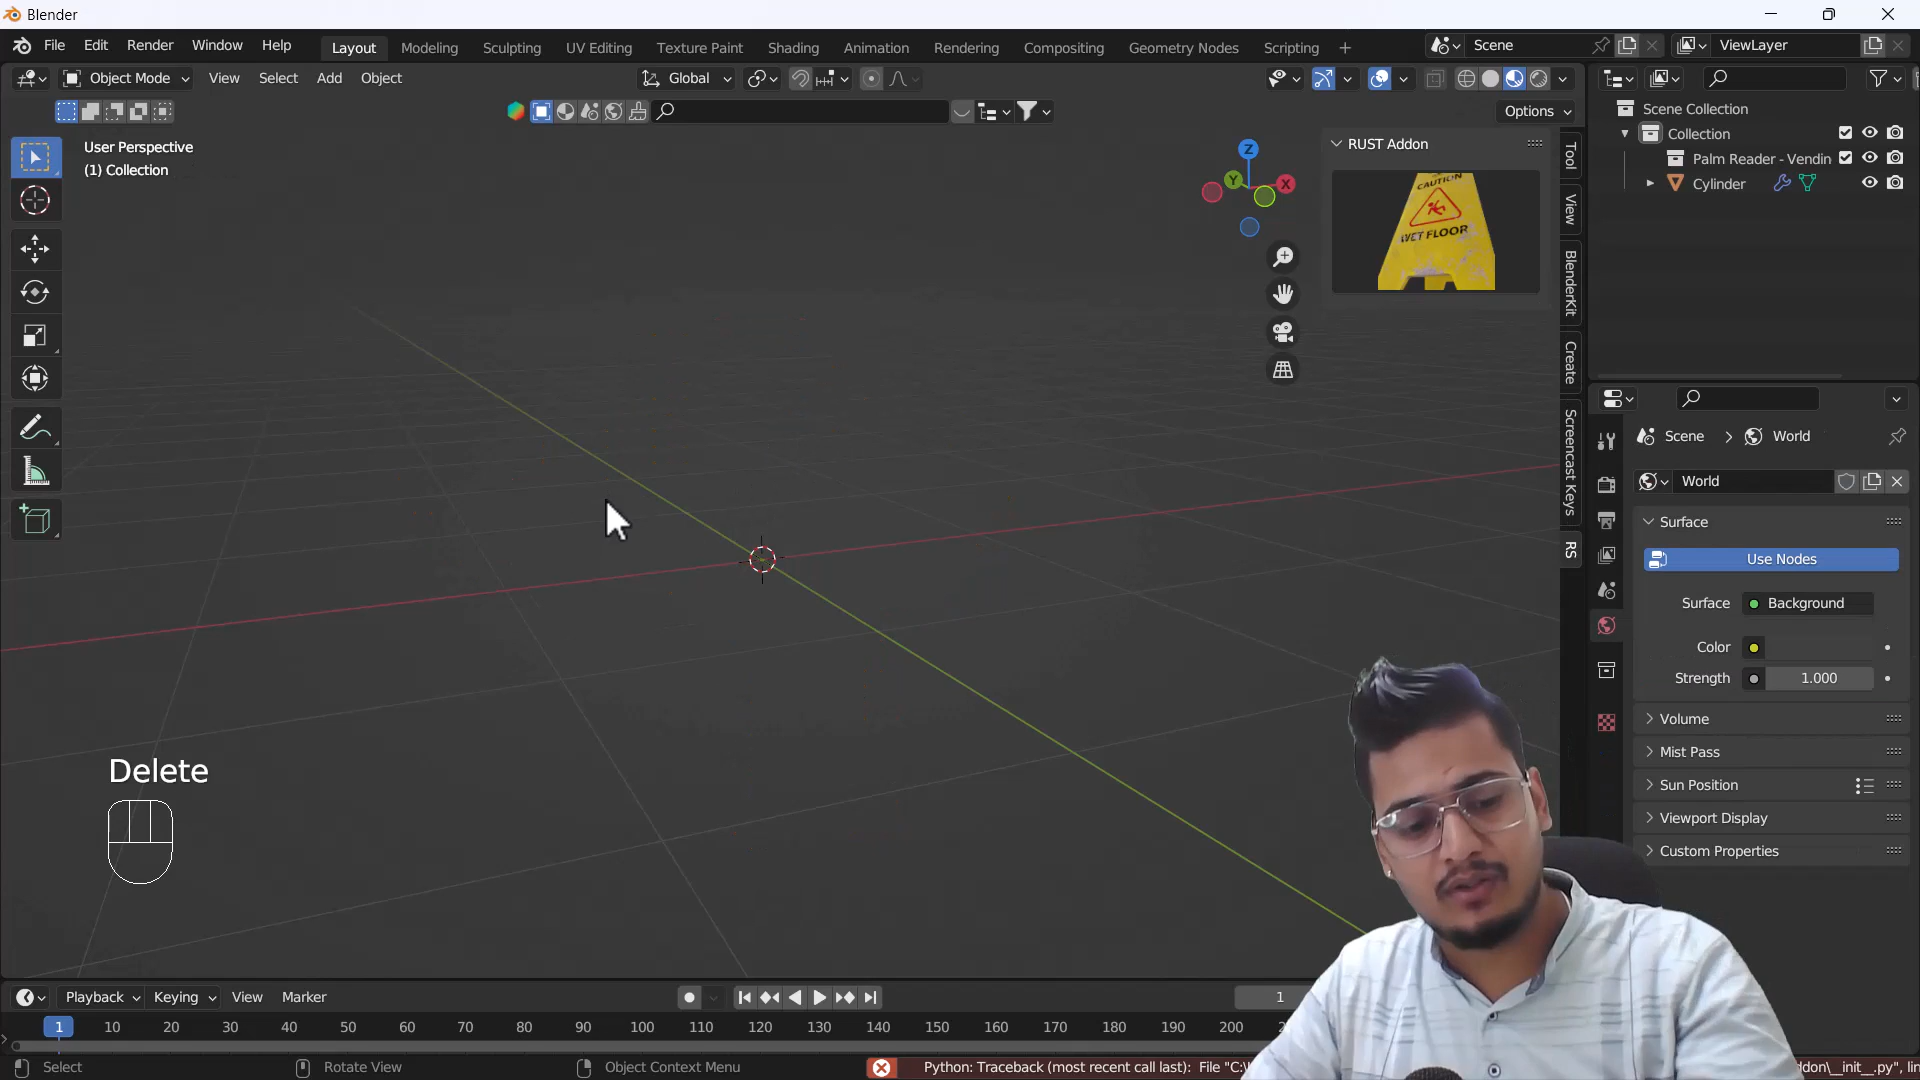 Blender
File Edit Render Window Help Layout Modeling Sculpting UV Editing Texture Paint Shading Animation Rendering Compositing Geometry Nodes Scripting + Scene ViewLayer
Object Mode View Select Add Object Global
Options
User Perspective
(1) Collection
RUST Addon
CAUTION
WET FLOOR
Tool
View
BlenderKit
Create
Screencast Keys
RS
Z
Y
X
Scene Collection
Collection
Palm Reader - Vendin
Cylinder
Scene > World
World
Surface
Use Nodes
Surface Background
Color
Strength 1.000
Volume
Mist Pass
Sun Position
Viewport Display
Custom Properties
Delete
Playback Keying View Marker 1
1 10 20 30 40 50 60 70 80 90 100 110 120 130 140 150 160 170 180 190 200
Select Rotate View Object Context Menu Python: Traceback (most recent call last): File "C:\ddon\__init__.py", lin